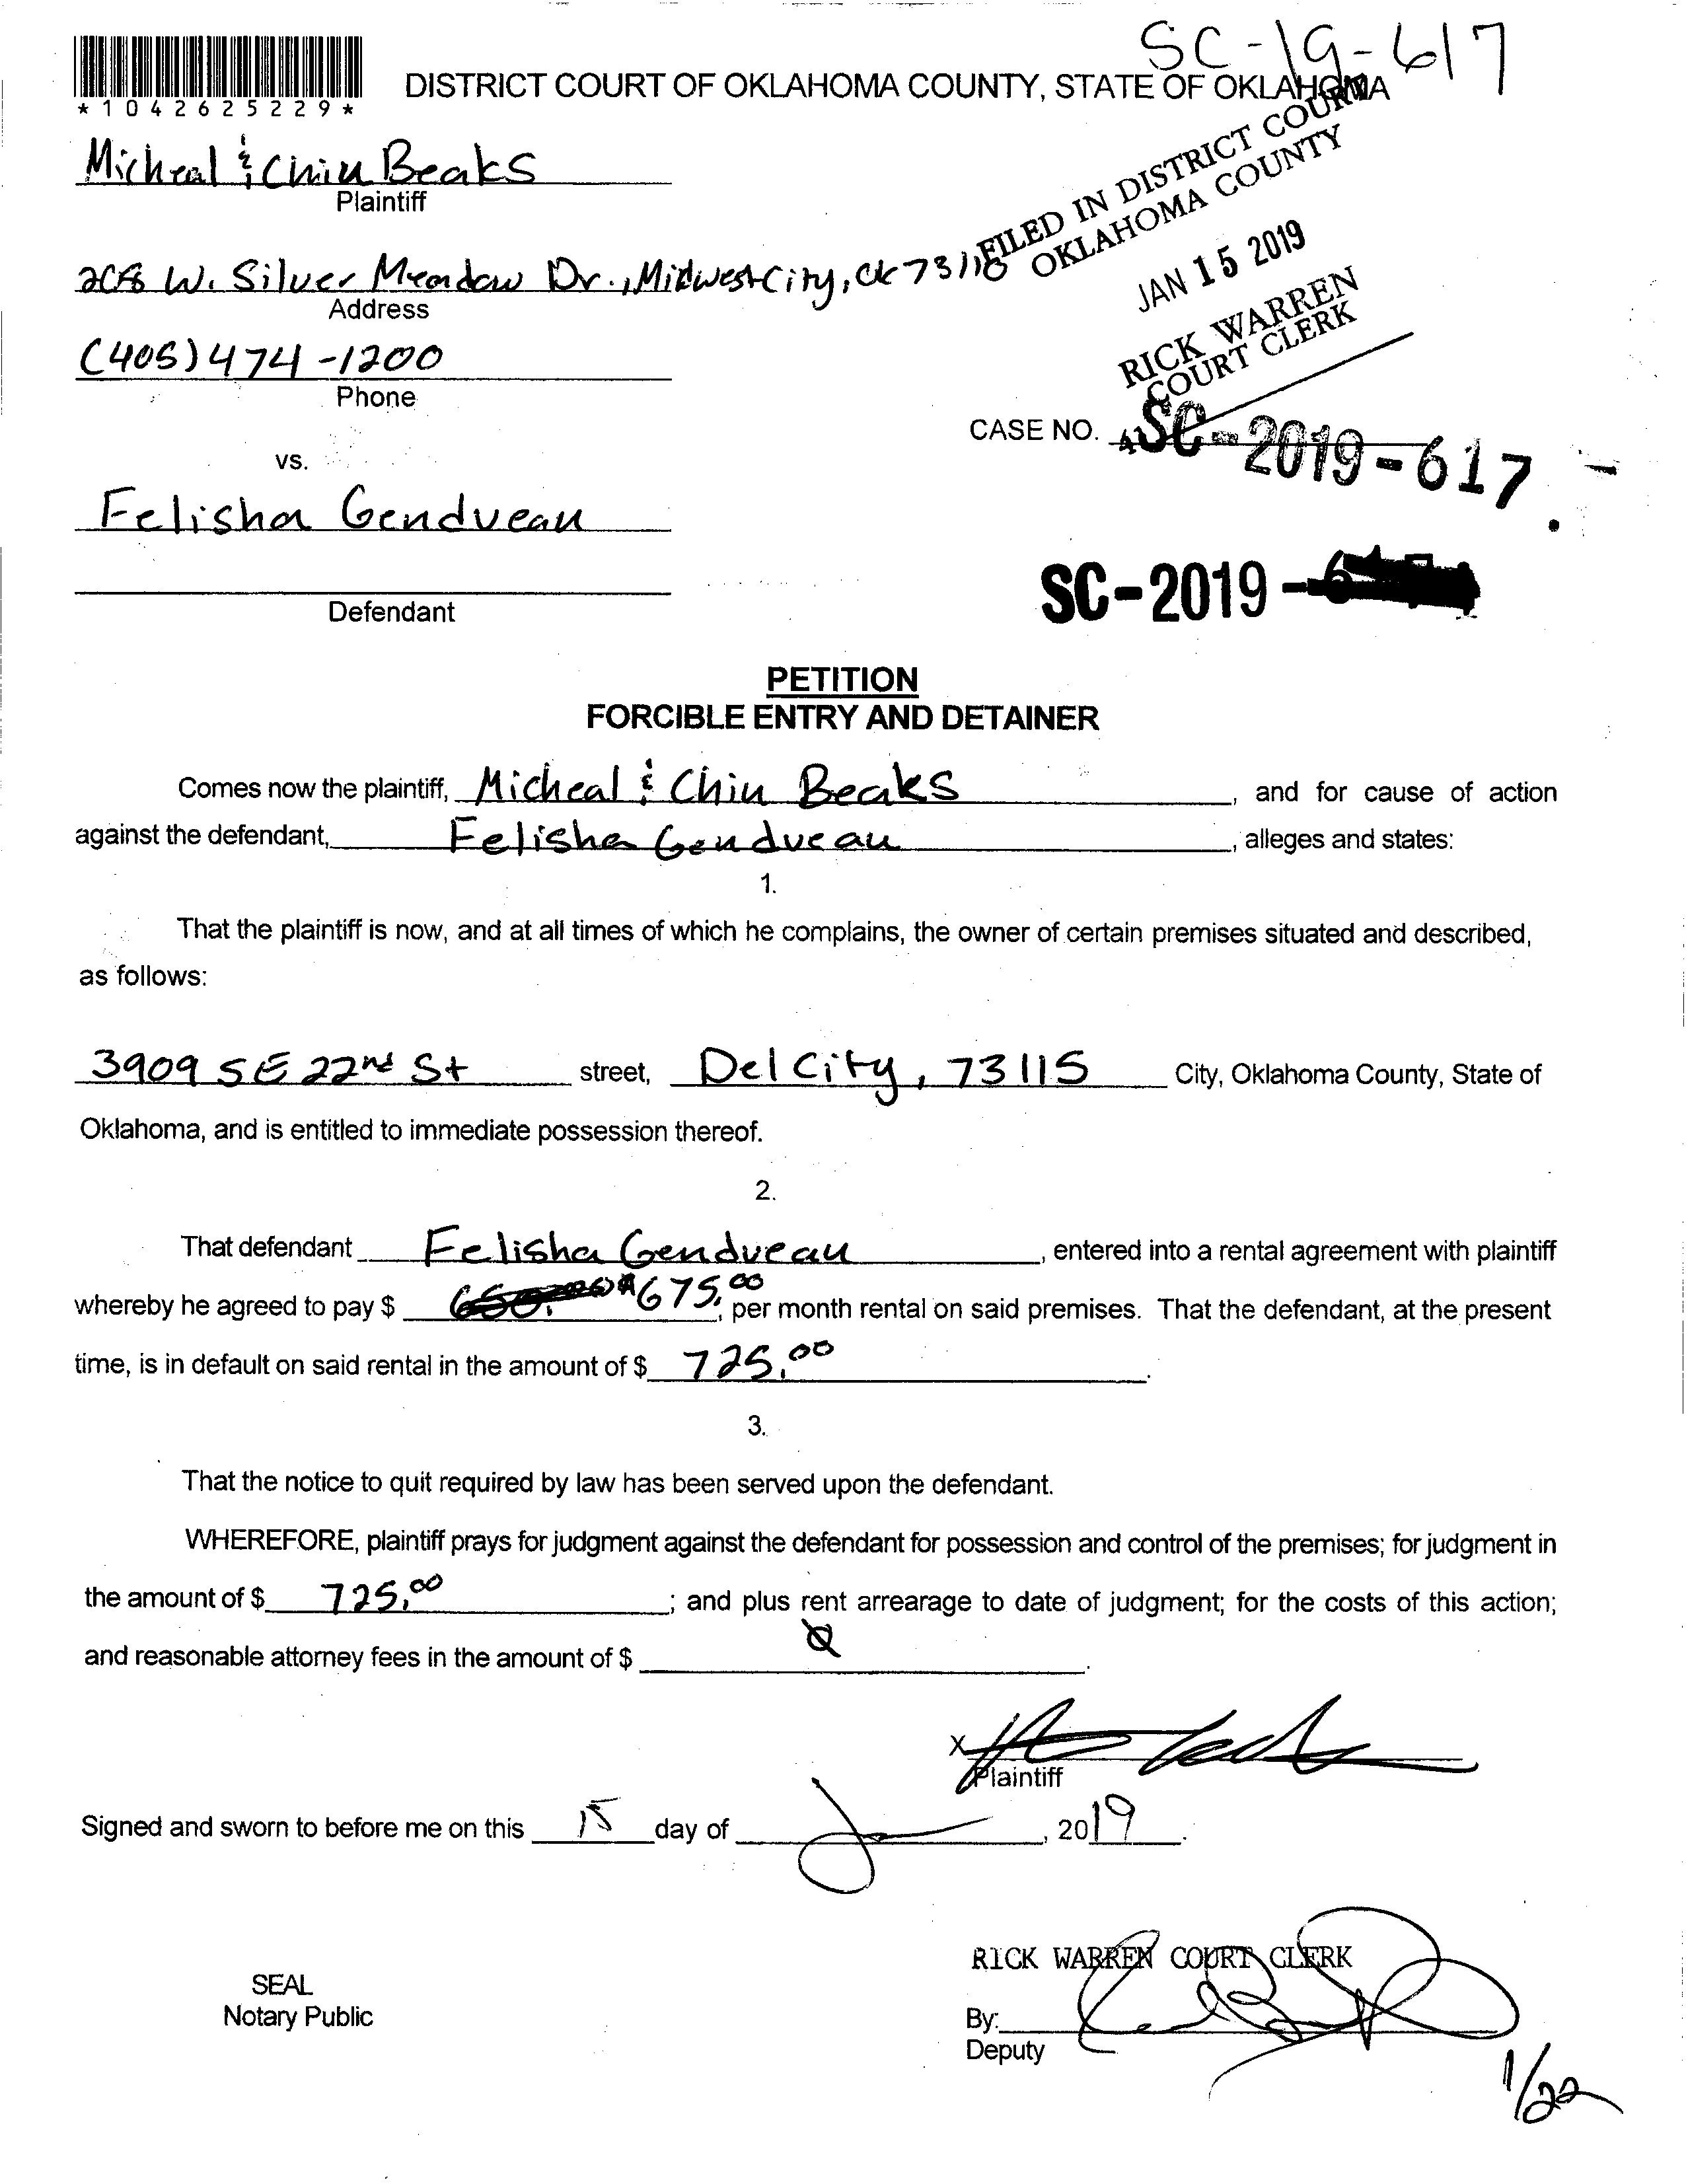 SC-19-617
*1042625229*
DISTRICT COURT OF OKLAHOMA COUNTY, STATE OF OKLAHOMA
Micheal & Chin Beaks
Plaintiff
FILED IN DISTRICT COURT
OKLAHOMA COUNTY
JAN 15 2019
RICK WARREN
COURT CLERK
W. Silver Meadow Dr., Midwest City, Ok 73110
Address
(405) 474-1200
Phone
CASE NO. SC-2019-617
vs.
Felisha Gendueau
Defendant
SC-2019-
PETITION
FORCIBLE ENTRY AND DETAINER
Comes now the plaintiff, Micheal & Chin Beaks, and for cause of action
against the defendant, Felisha Gendueau, alleges and states:
1.
That the plaintiff is now, and at all times of which he complains, the owner of certain premises situated and described,
as follows:
3909 SE 22nd St street, Del City, 73115 City, Oklahoma County, State of
Oklahoma, and is entitled to immediate possession thereof.
2.
That defendant Felisha Gendueau, entered into a rental agreement with plaintiff
whereby he agreed to pay $ $675.00, per month rental on said premises. That the defendant, at the present
time, is in default on said rental in the amount of $ 725.00.
3.
That the notice to quit required by law has been served upon the defendant.
WHEREFORE, plaintiff prays for judgment against the defendant for possession and control of the premises; for judgment in
the amount of $ 725.00; and plus rent arrearage to date of judgment; for the costs of this action;
and reasonable attorney fees in the amount of $ .
X
Plaintiff
Signed and sworn to before me on this 15 day of Jan, 2019.
RICK WARREN COURT CLERK
SEAL
Notary Public
By:
Deputy
1/22